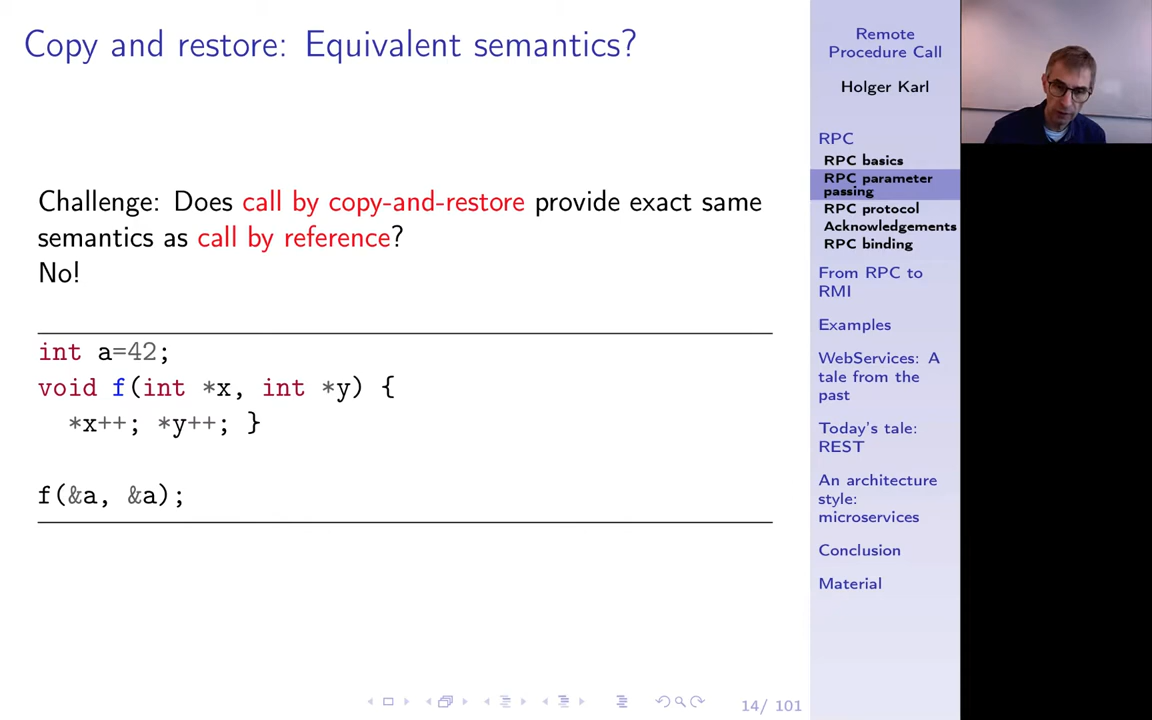 Copy and restore: Equivalent semantics?
Challenge: Does call by copy-and-restore provide exact same
semantics as call by reference?
No!
int a=42;
void f(int *x, int *y) {
*x++; *y++; }
f(&a, &a);
14/ 101
Remote
Procedure Call
Holger Karl
RPC
RPC basics
RPC parameter
passing
RPC protocol
Acknowledgements
RPC binding
From RPC to
RMI
Examples
WebServices: A
tale from the
past
Today's tale:
REST
An architecture
style:
microservices
Conclusion
Material